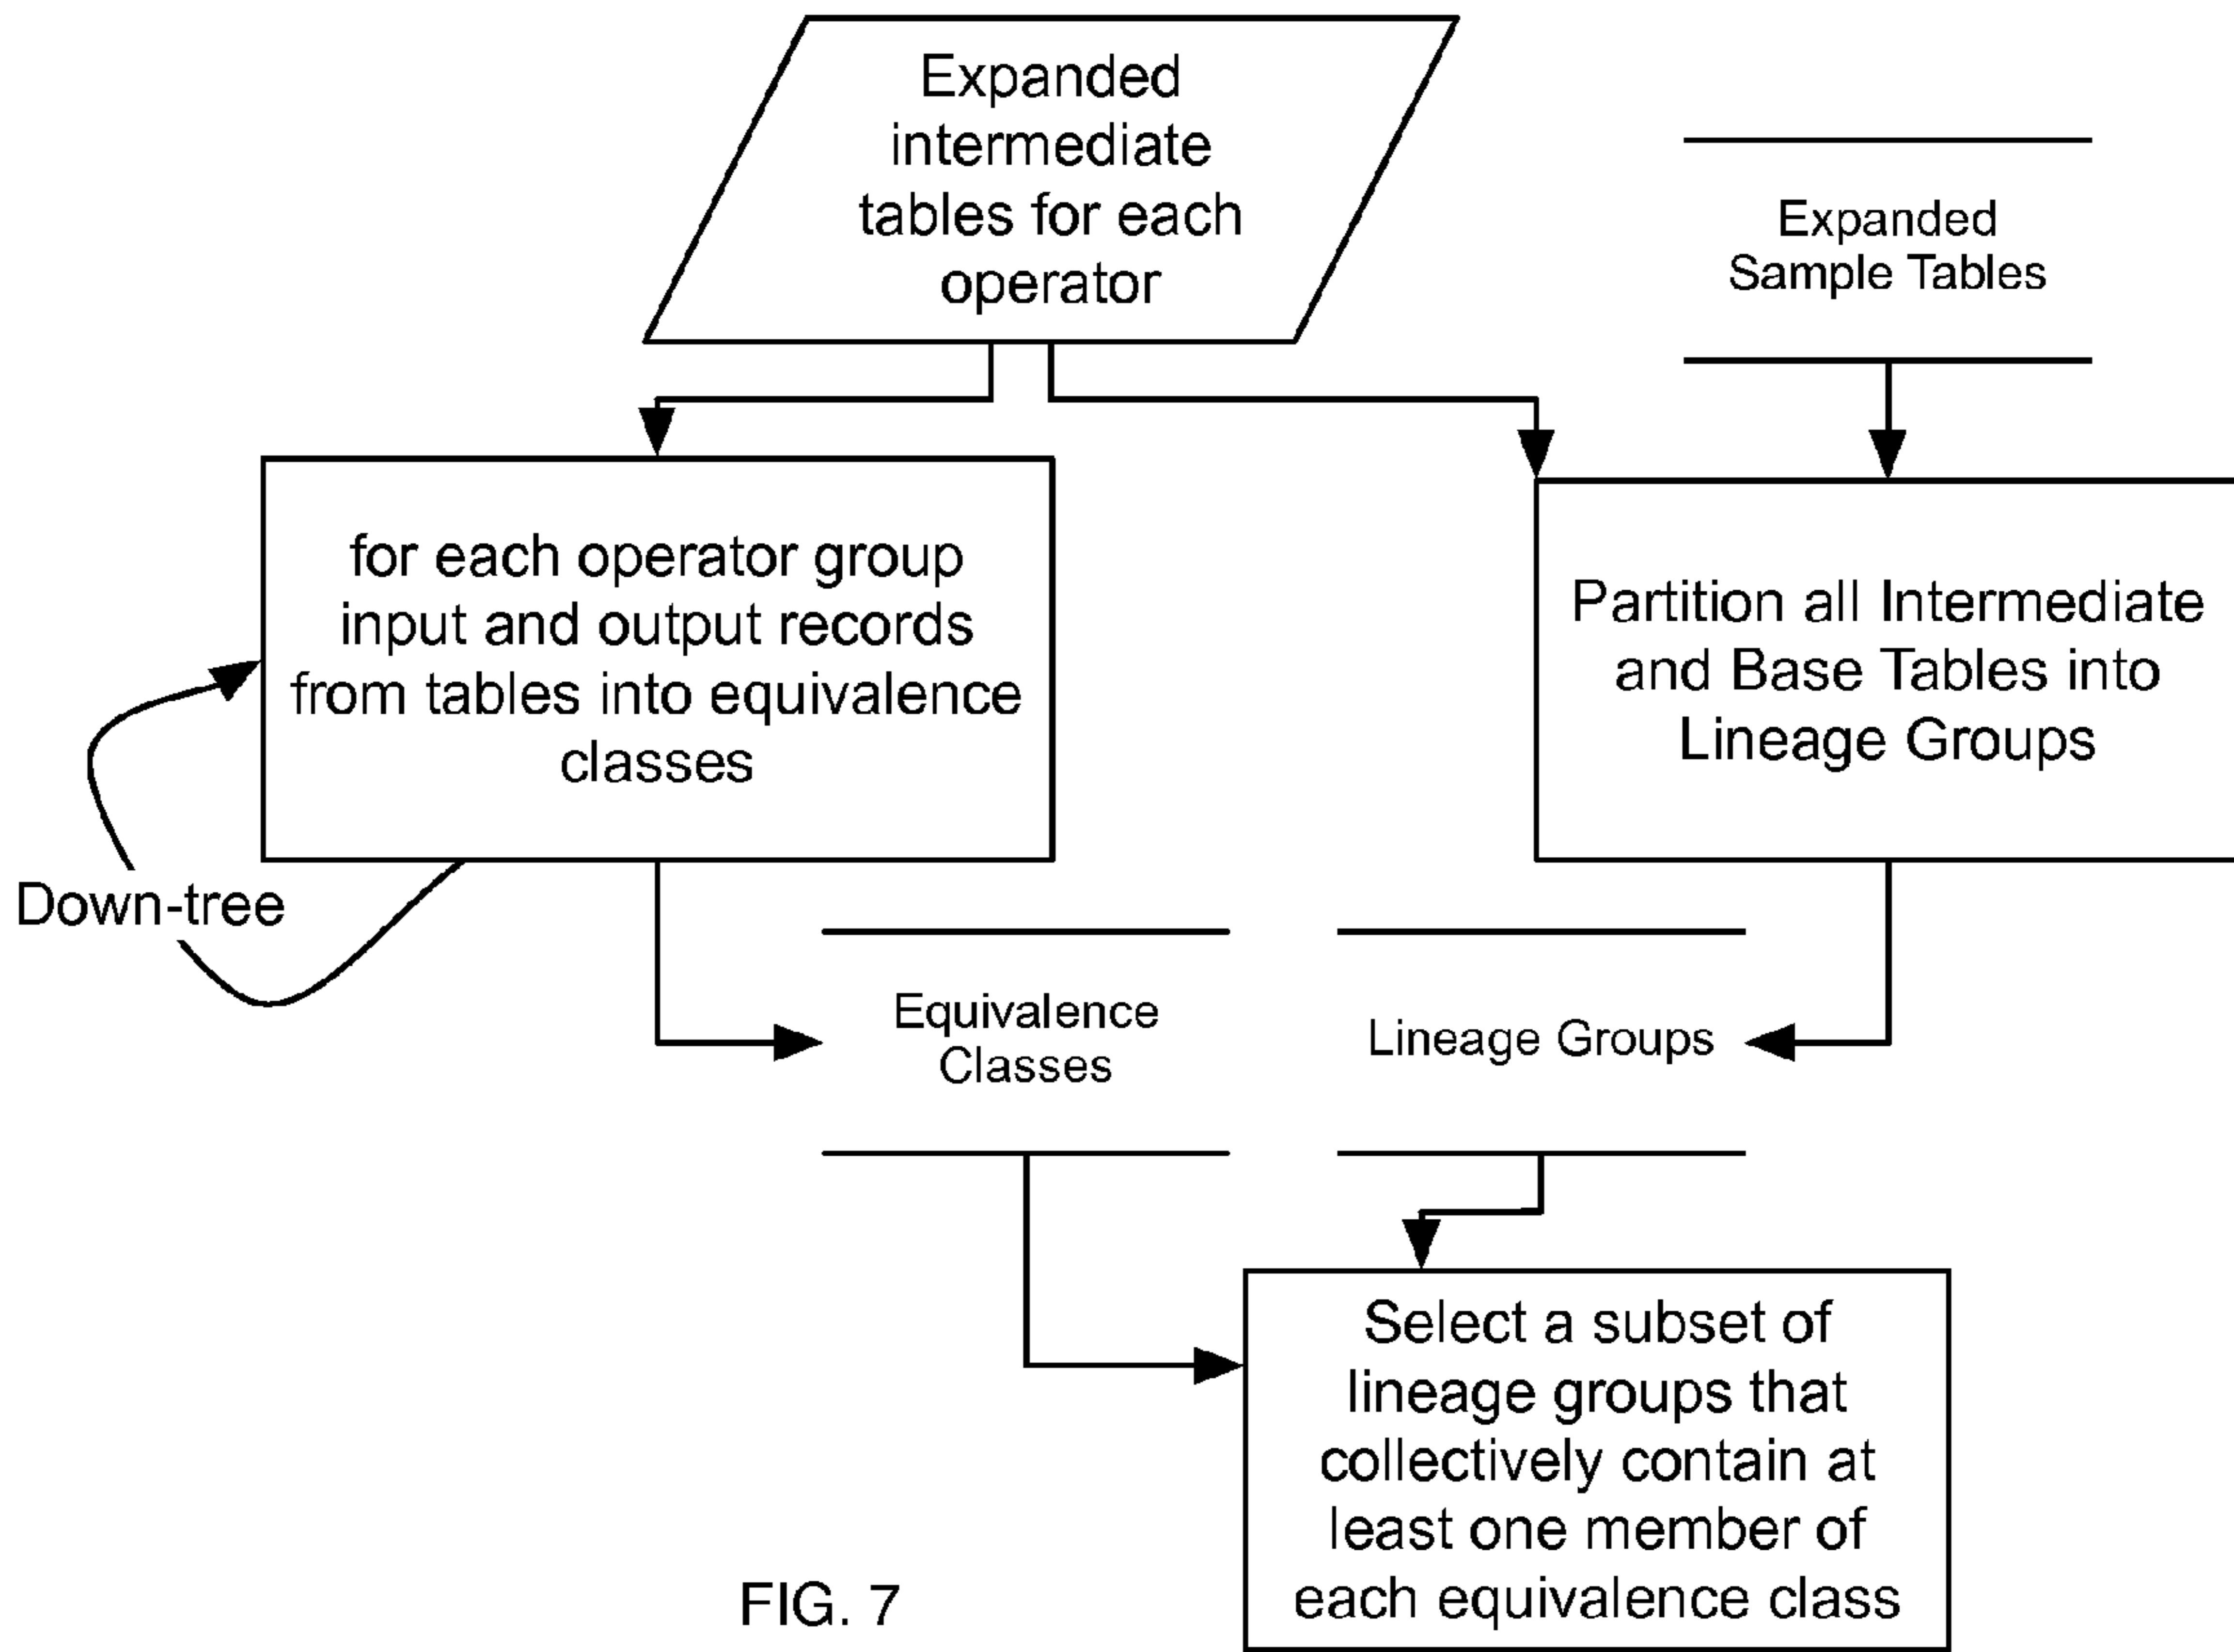 Expanded
intermediate
tables for each
operator
Expanded
Sample Tables
for each operator group
input and output records
from tables into equivalence
classes
Partition all Intermediate
and Base Tables into
Lineage Groups
Down-tree
Equivalence
Classes
Lineage Groups
Select a subset of
lineage groups that
collectively contain at
least one member of
each equivalence class
FIG. 7